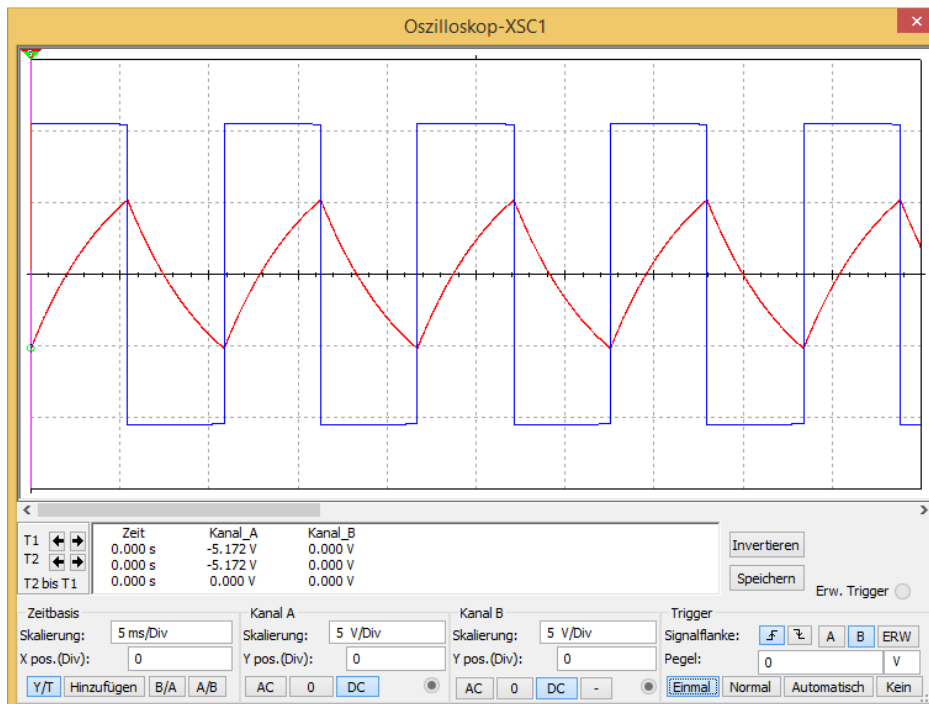 Oszilloskop-XSC1
T1
T2
T2 bis T1
Zeit Kanal_A Kanal_B
0.000 s -5.172 V 0.000 V
0.000 s -5.172 V 0.000 V
0.000 s 0.000 V 0.000 V
Invertieren
Speichern
Erw. Trigger
Zeitbasis
Skalierung: 5 ms/Div
X pos.(Div): 0
Y/T Hinzufügen B/A A/B
Kanal A
Skalierung: 5 V/Div
Y pos.(Div): 0
AC 0 DC
Kanal B
Skalierung: 5 V/Div
Y pos.(Div): 0
AC 0 DC -
Trigger
Signalflanke: A B ERW
Pegel: 0 V
Einmal Normal Automatisch Kein